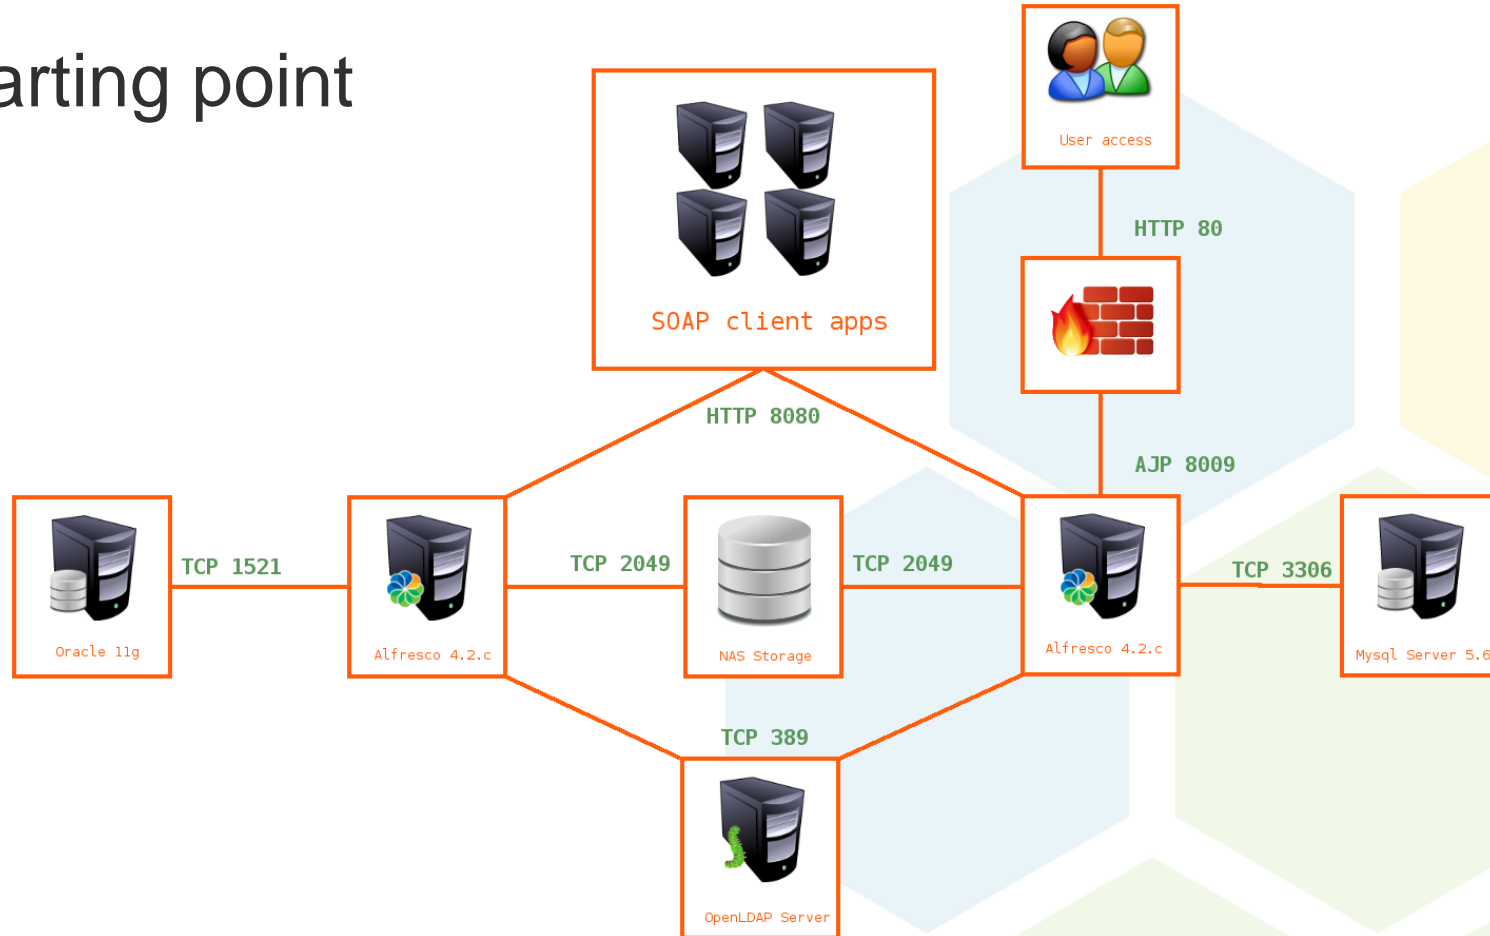 arting point
User access
HTTP 80
SOAP client apps
HTTP 8080
AJP 8009
TCP 1521
TCP 2049
TCP 2049
TCP 3306
Oracle 11g
Alfresco 4.2.c
NAS Storage
Alfresco 4.2.c
Mysql Server 5.6
TCP 389
OpenLDAP Server